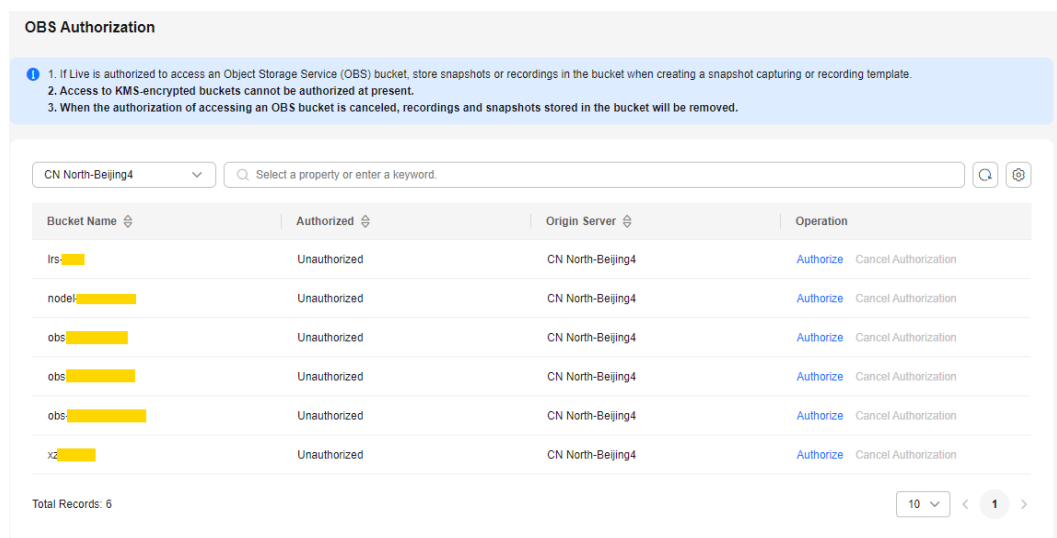 OBS Authorization
1. If Live is authorized to access an Object Storage Service (OBS) bucket, store snapshots or recordings in the bucket when creating a snapshot capturing or recording template.
2. Access to KMS-encrypted buckets cannot be authorized at present.
3. When the authorization of accessing an OBS bucket is canceled, recordings and snapshots stored in the bucket will be removed.
CN North-Beijing4 Select a property or enter a keyword.
Bucket Name Authorized Origin Server Operation
lrs- Unauthorized CN North-Beijing4 Authorize Cancel Authorization
nodel- Unauthorized CN North-Beijing4 Authorize Cancel Authorization
obs Unauthorized CN North-Beijing4 Authorize Cancel Authorization
obs Unauthorized CN North-Beijing4 Authorize Cancel Authorization
obs- Unauthorized CN North-Beijing4 Authorize Cancel Authorization
xz Unauthorized CN North-Beijing4 Authorize Cancel Authorization
Total Records: 6 10 < 1 >